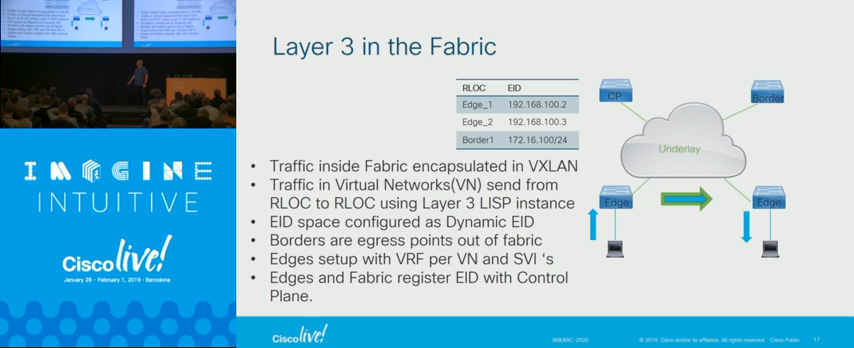 IMAGINE
INTUITIVE
Cisco live!
January 28 - February 1, 2019 - Barcelona
Layer 3 in the Fabric
RLOC EID
Edge_1 192.168.100.2
Edge_2 192.168.100.3
Border1 172.16.100/24
CP
Border
Underlay
Edge
Edge
• Traffic inside Fabric encapsulated in VXLAN
• Traffic in Virtual Networks(VN) send from
RLOC to RLOC using Layer 3 LISP instance
• EID space configured as Dynamic EID
• Borders are egress points out of fabric
• Edges setup with VRF per VN and SVI 's
• Edges and Fabric register EID with Control
Plane.
Cisco live!
BRKARC-2020
© 2019 Cisco and/or its affiliates. All rights reserved. Cisco Public
17